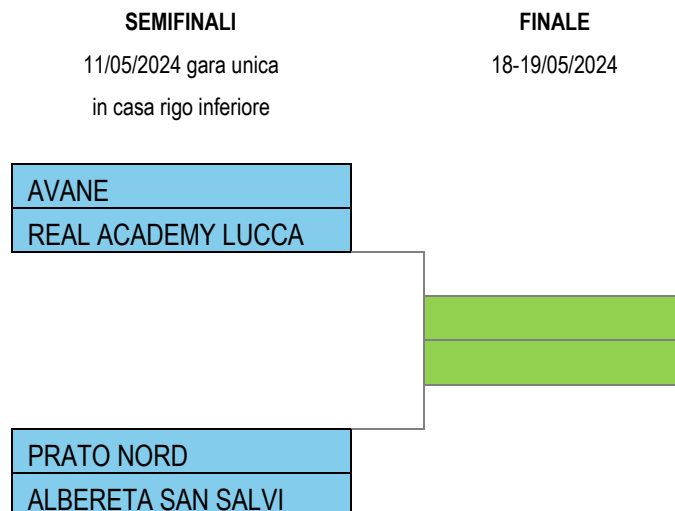 SEMIFINALI
FINALE
11/05/2024 gara unica
18-19/05/2024
in casa rigo inferiore
AVANE
REAL ACADEMY LUCCA
PRATO NORD
ALBERETA SAN SALVI